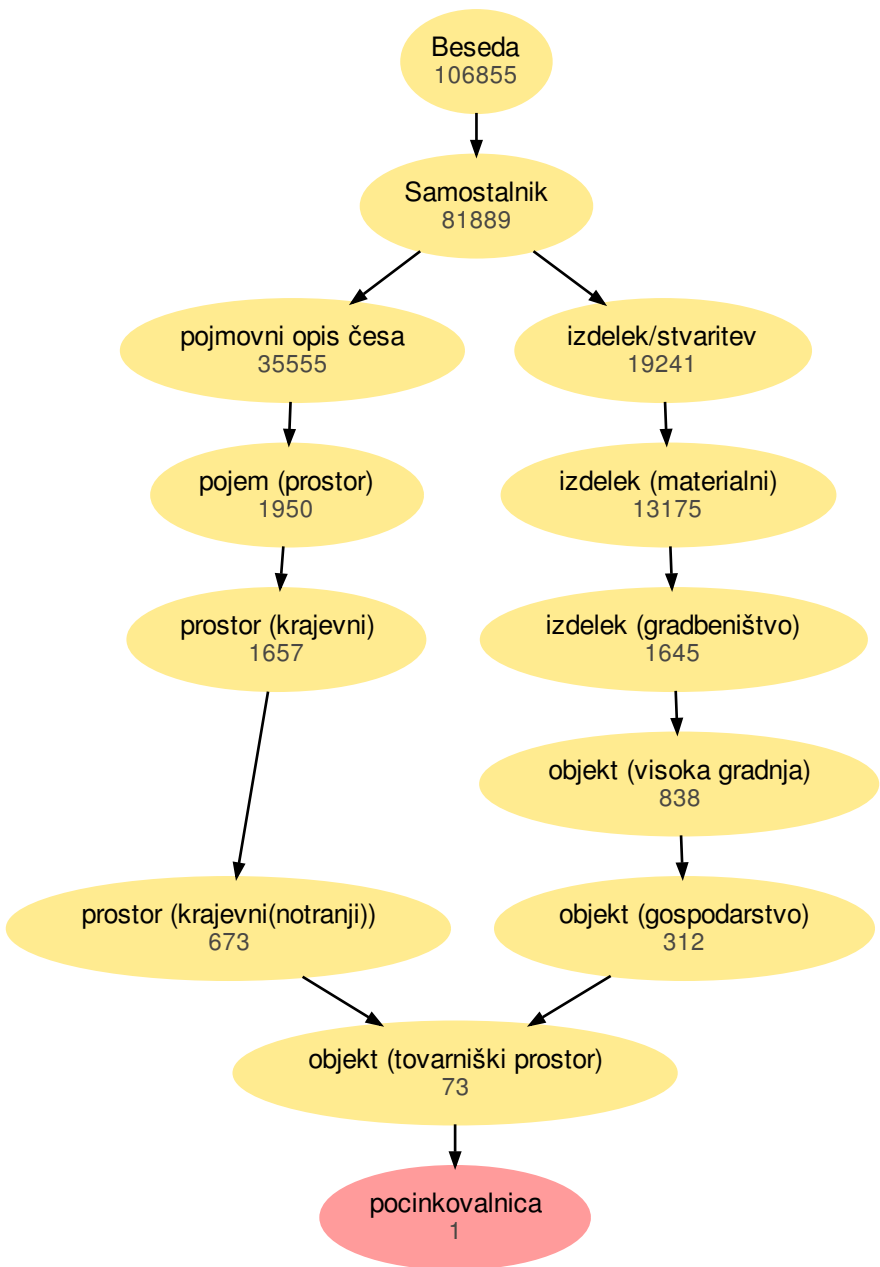 Beseda
106855
Samostalnik
81889
pojmovni opis česa
35555
izdelek/stvaritev
19241
pojem (prostor)
1950
izdelek (materialni)
13175
prostor (krajevni)
1657
izdelek (gradbeništvo)
1645
objekt (visoka gradnja)
838
prostor (krajevni(notranji))
673
objekt (gospodarstvo)
312
objekt (tovarniški prostor)
73
pocinkovalnica
1